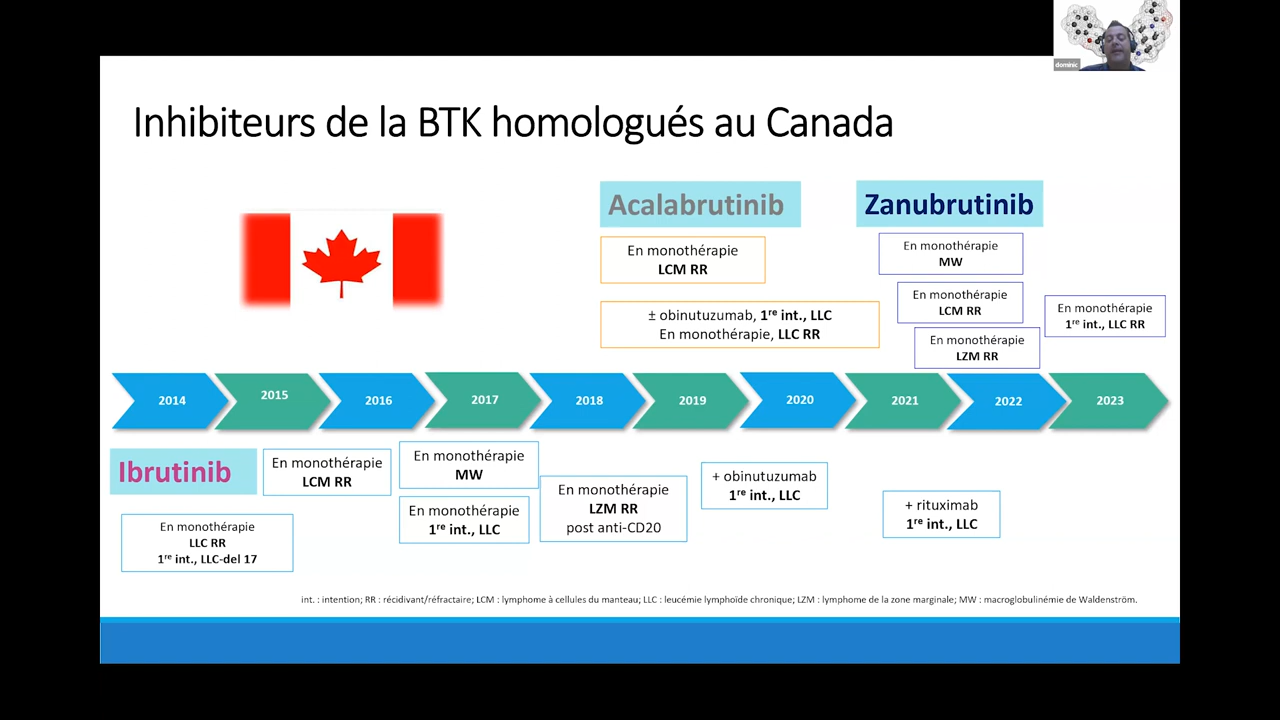 dominic
Inhibiteurs de la BTK homologués au Canada
Acalabrutinib
Zanubrutinib
En monothérapie
LCM RR
± obinutuzumab, 1re int., LLC
En monothérapie, LLC RR
En monothérapie
MW
En monothérapie
LCM RR
En monothérapie
LZM RR
En monothérapie
1re int., LLC RR
2014
2015
2016
2017
2018
2019
2020
2021
2022
2023
Ibrutinib
En monothérapie
LLC RR
1re int., LLC-del 17
En monothérapie
LCM RR
En monothérapie
MW
En monothérapie
1re int., LLC
En monothérapie
LZM RR
post anti-CD20
+ obinutuzumab
1re int., LLC
+ rituximab
1re int., LLC
int. : intention; RR : récidivant/réfractaire; LCM : lymphome à cellules du manteau; LLC : leucémie lymphoïde chronique; LZM : lymphome de la zone marginale; MW : macroglobulinémie de Waldenström.